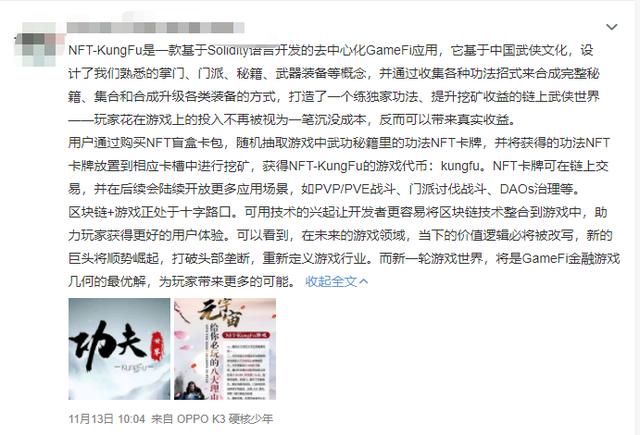 NFT-KungFu是一款基于Solidity语言开发的去中心化GameFi应用，它基于中国武侠文化，设
计了我们熟悉的掌门、门派、秘籍、武器装备等概念，并通过收集各种功法招式来合成完整秘
籍、集合和合成升级各类装备的方式，打造了一个练独家功法、提升挖矿收益的链上武侠世界
——玩家花在游戏上的投入不再被视为一笔沉没成本，反而可以带来真实收益。
用户通过购买NFT盲盒卡包，随机抽取游戏中武功秘籍里的功法NFT卡牌，并将获得的功法NFT
卡牌放置到相应卡槽中进行挖矿，获得NFT-KungFu的游戏代币：kungfu。NFT卡牌可在链上交
易，并在后续会陆续开放更多应用场景，如PVP/PVE战斗、门派讨伐战斗、DAOs治理等。
区块链+游戏正处于十字路口。可用技术的兴起让开发者更容易将区块链技术整合到游戏中，助
力玩家获得更好的用户体验。可以看到，在未来的游戏领域，当下的价值逻辑必将被改写，新的
巨头将顺势崛起，打破头部垄断，重新定义游戏行业。而新一轮游戏世界，将是GameFi金融游戏
几何的最优解，为玩家带来更多的可能。 收起全文
功夫
世界
KungFu
元宇宙
给你必玩的八大理由
NFT-KungFu游戏
11月13日 10:04 来自 OPPO K3 硬核少年